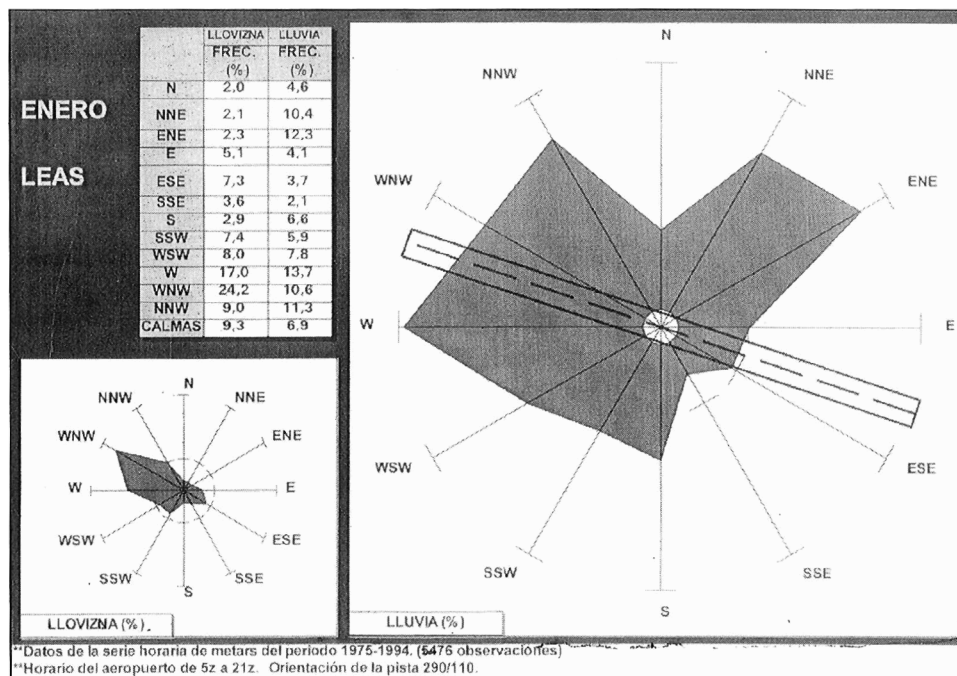 ENERO
LEAS
LLOVIZNA LLUVIA
FREC. FREC.
(%) (%)
N 2,0 4,6
NNE 2,1 10,4
ENE 2,3 12,3
E 5,1 4,1
ESE 7,3 3,7
SSE 3,6 2,1
S 2,9 6,6
SSW 7,4 5,9
WSW 8,0 7,8
W 17,0 13,7
WNW 24,2 10,6
NNW 9,0 11,3
CALMAS 9,3 6,9
N
NNW NNE
WNW ENE
W E
WSW ESE
SSW SSE
S
LLOVIZNA (%)
N
NNW NNE
WNW ENE
W E
WSW ESE
SSW SSE
S
LLUVIA (%)
**Datos de la serie horaria de metars del periodo 1975-1994. (5476 observaciones)
**Horario del aeropuerto de 5z a 21z. Orientación de la pista 290/110.